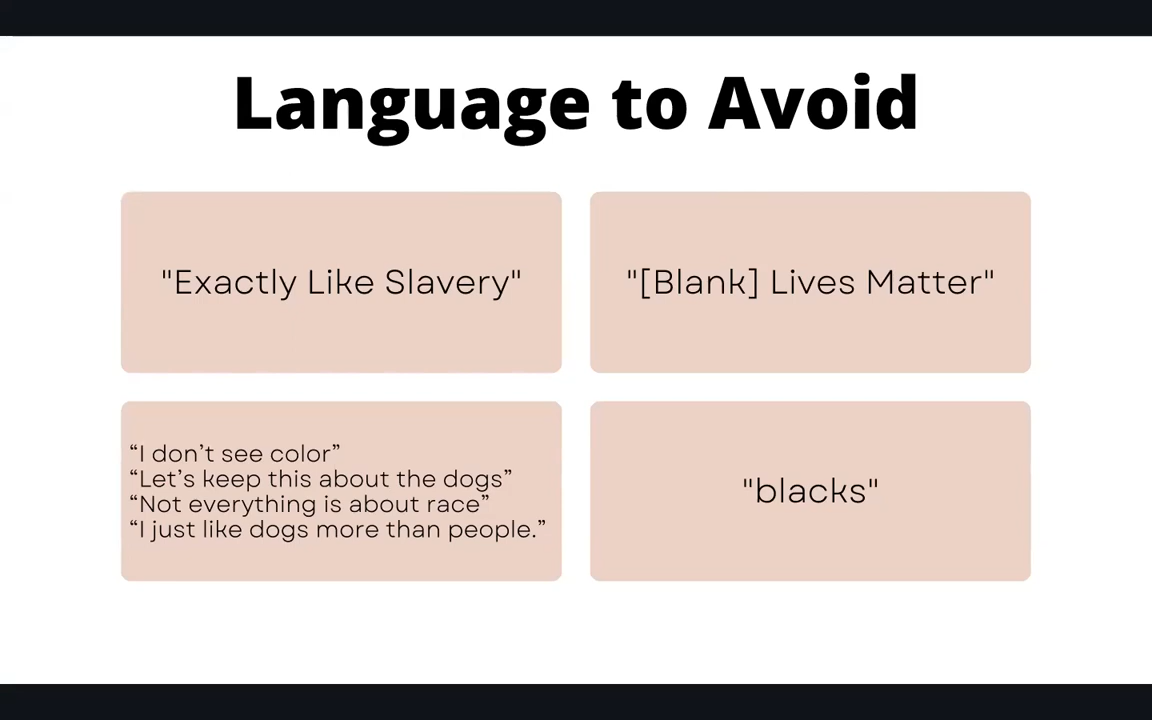 Language to Avoid
"Exactly Like Slavery"
"[Blank] Lives Matter"
“I don’t see color”
“Let’s keep this about the dogs”
“Not everything is about race”
“I just like dogs more than people.”
"blacks"